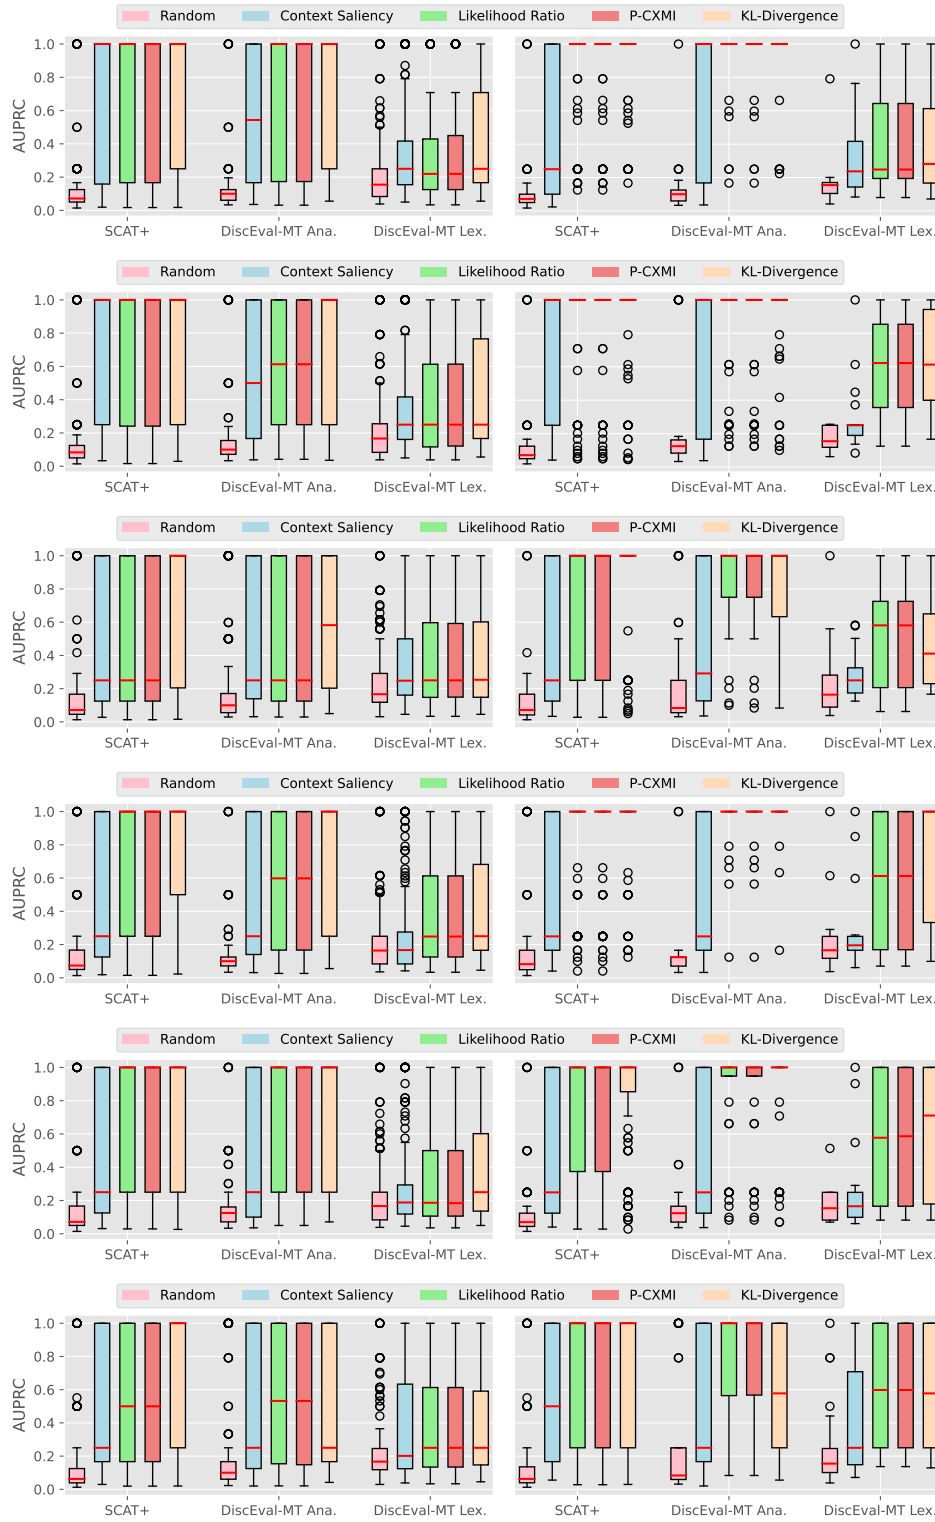 Random Context Saliency Likelihood Ratio P-CXMI KL-Divergence
1.0
0.8
0.6
0.4
0.2
0.0
AUPRC
SCAT+ DiscEval-MT Ana. DiscEval-MT Lex. SCAT+ DiscEval-MT Ana. DiscEval-MT Lex.
Random Context Saliency Likelihood Ratio P-CXMI KL-Divergence
1.0
0.8
0.6
0.4
0.2
0.0
AUPRC
SCAT+ DiscEval-MT Ana. DiscEval-MT Lex. SCAT+ DiscEval-MT Ana. DiscEval-MT Lex.
Random Context Saliency Likelihood Ratio P-CXMI KL-Divergence
1.0
0.8
0.6
0.4
0.2
0.0
AUPRC
SCAT+ DiscEval-MT Ana. DiscEval-MT Lex. SCAT+ DiscEval-MT Ana. DiscEval-MT Lex.
Random Context Saliency Likelihood Ratio P-CXMI KL-Divergence
1.0
0.8
0.6
0.4
0.2
0.0
AUPRC
SCAT+ DiscEval-MT Ana. DiscEval-MT Lex. SCAT+ DiscEval-MT Ana. DiscEval-MT Lex.
Random Context Saliency Likelihood Ratio P-CXMI KL-Divergence
1.0
0.8
0.6
0.4
0.2
0.0
AUPRC
SCAT+ DiscEval-MT Ana. DiscEval-MT Lex. SCAT+ DiscEval-MT Ana. DiscEval-MT Lex.
Random Context Saliency Likelihood Ratio P-CXMI KL-Divergence
1.0
0.8
0.6
0.4
0.2
0.0
AUPRC
SCAT+ DiscEval-MT Ana. DiscEval-MT Lex. SCAT+ DiscEval-MT Ana. DiscEval-MT Lex.